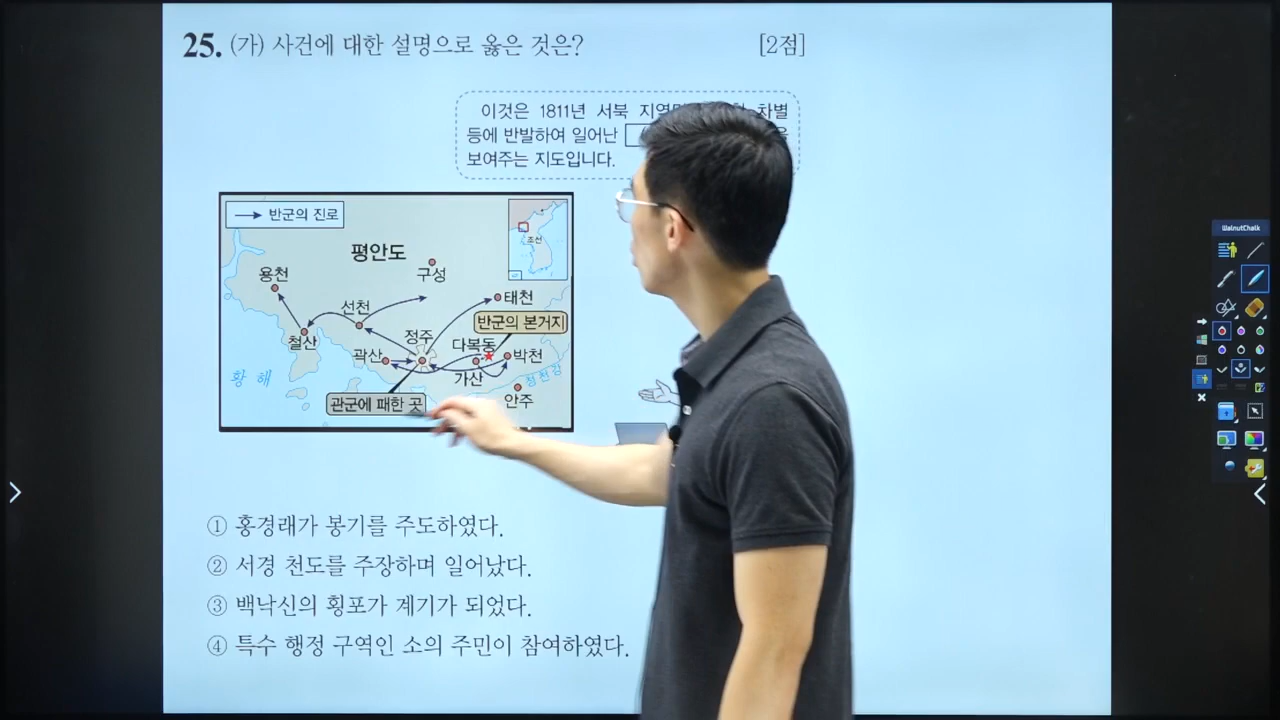 25. (가) 사건에 대한 설명으로 옳은 것은? [2점]
이것은 1811년 서북 지역민 차별
등에 반발하여 일어난
보여주는 지도입니다.
반군의 진로
조선
평안도
구성
용천
태천
선천
반군의 본거지
정주
다복동
철산
곽산
박천
가산
청천강
황 해
안주
관군에 패한 곳
① 홍경래가 봉기를 주도하였다.
② 서경 천도를 주장하며 일어났다.
③ 백낙신의 횡포가 계기가 되었다.
④ 특수 행정 구역인 소의 주민이 참여하였다.
WalnutChalk